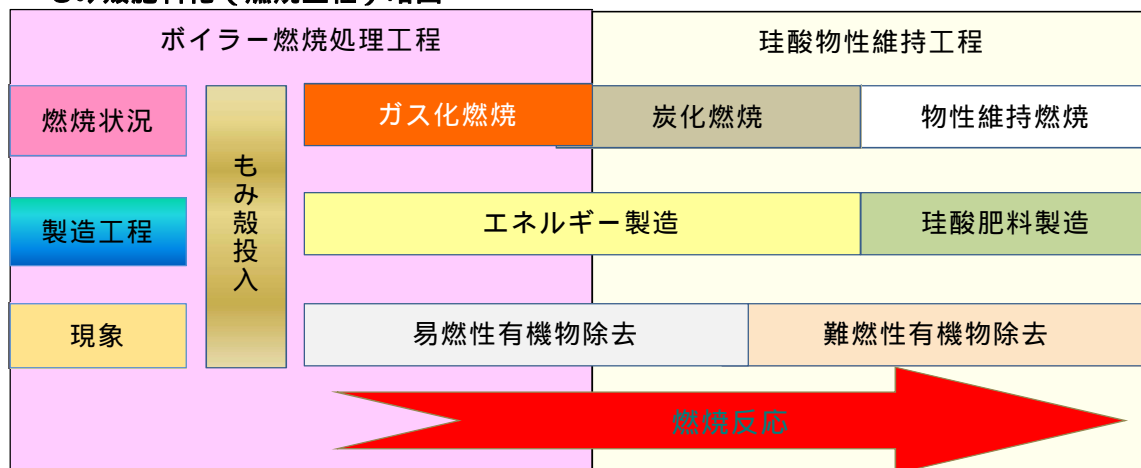 ボイラー燃焼処理工程
珪酸物性維持工程
燃焼状況
もみ殻投入
ガス化燃焼
炭化燃焼
物性維持燃焼
製造工程
エネルギー製造
珪酸肥料製造
現象
易燃性有機物除去
難燃性有機物除去
燃焼反応